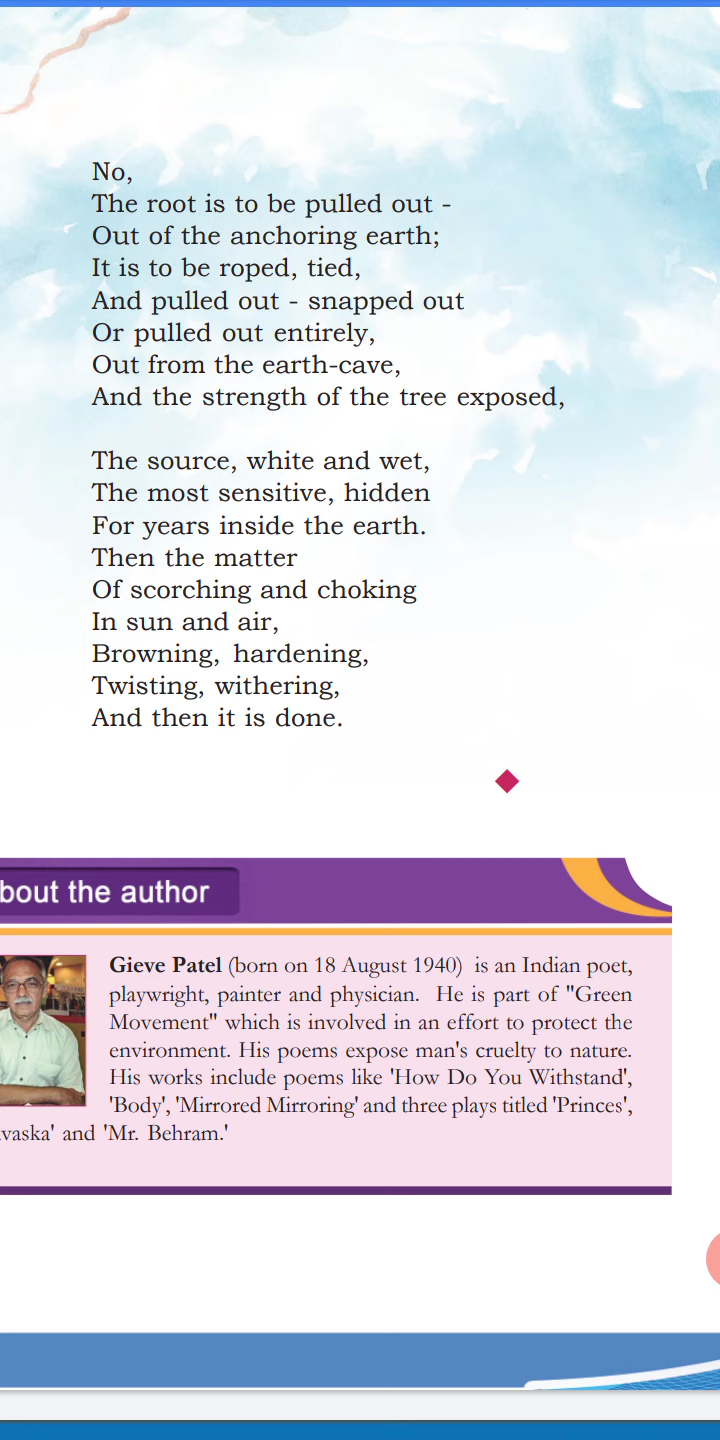 No,
The root is to be pulled out -
Out of the anchoring earth;
It is to be roped, tied,
And pulled out - snapped out
Or pulled out entirely,
Out from the earth-cave,
And the strength of the tree exposed,
The source, white and wet,
The most sensitive, hidden
For years inside the earth.
Then the matter
Of scorching and choking
In sun and air,
Browning, hardening,
Twisting, withering,
And then it is done.
bout the author
Gieve Patel (born on 18 August 1940) is an Indian poet,
playwright, painter and physician. He is part of "Green
Movement" which is involved in an effort to protect the
environment. His poems expose man's cruelty to nature.
His works include poems like 'How Do You Withstand',
'Body', 'Mirrored Mirroring' and three plays titled 'Princes',
vaska' and 'Mr. Behram.'